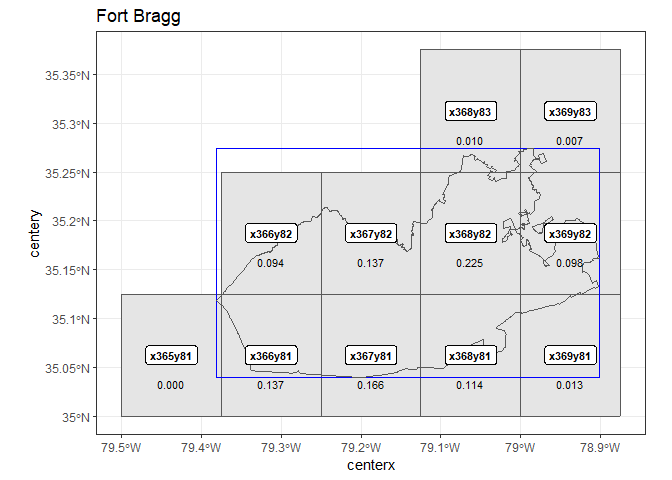 Fort Bragg
35.35°N
35.3°N
35.25°N
35.2°N
35.15°N
35.1°N
35.05°N
35°N
centery
x368y83 x369y83
0.010 0.007
x366y82 x367y82 x368y82 x369y82
0.094 0.137 0.225 0.098
x365y81 x366y81 x367y81 x368y81 x369y81
0.000 0.137 0.166 0.114 0.013
79.5°W 79.4°W 79.3°W 79.2°W 79.1°W 79°W 78.9°W
centerx